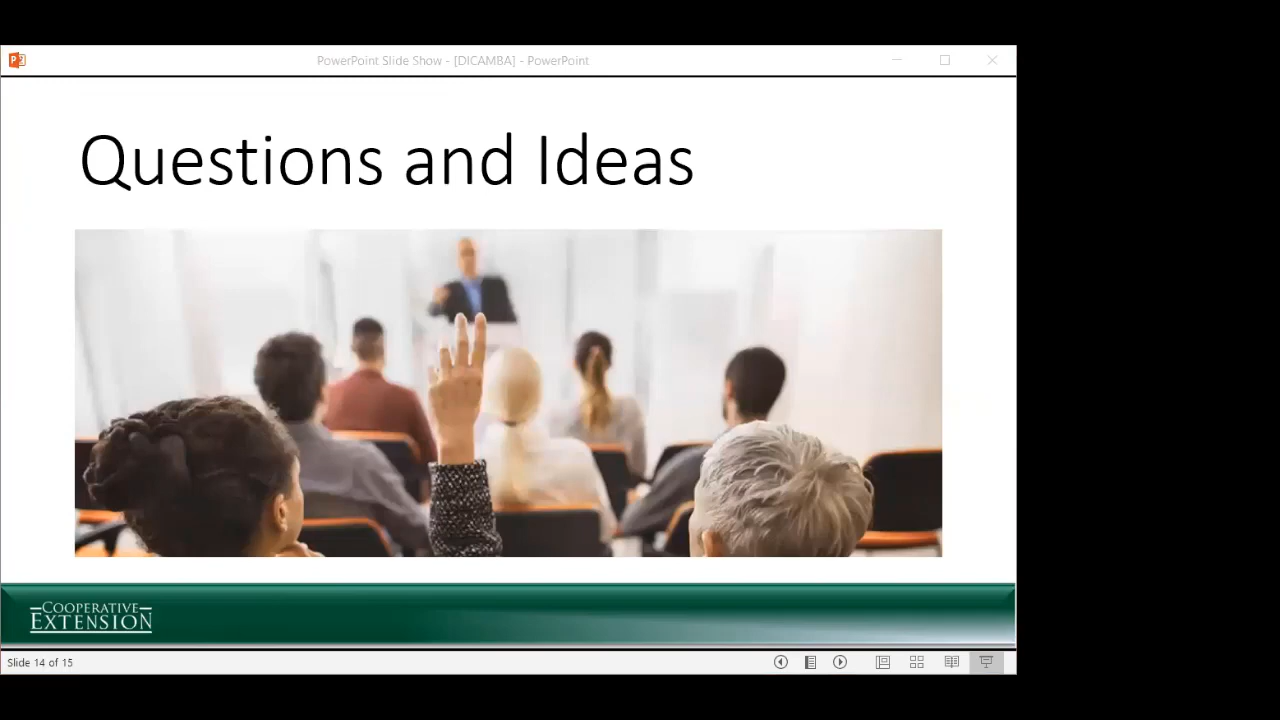 PowerPoint Slide Show - [DICAMBA] - PowerPoint
Questions and Ideas
COOPERATIVE
EXTENSION
Slide 14 of 15